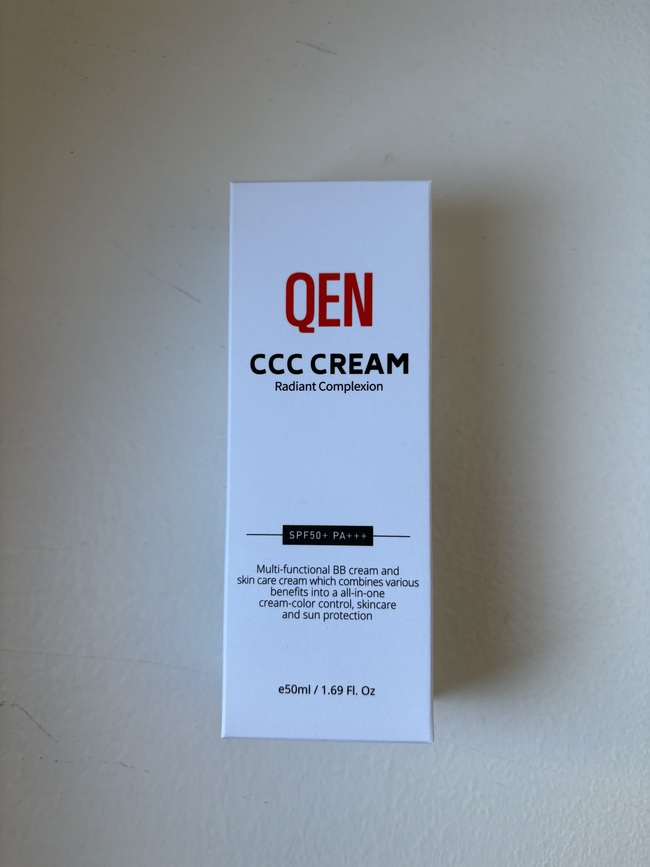 QEN
CCC CREAM
Radiant Complexion
SPF50+ PA+++
Multi-functional BB cream and
skin care cream which combines various
benefits into a all-in-one
cream-color control, skincare
and sun protection
e50ml / 1.69 Fl. Oz